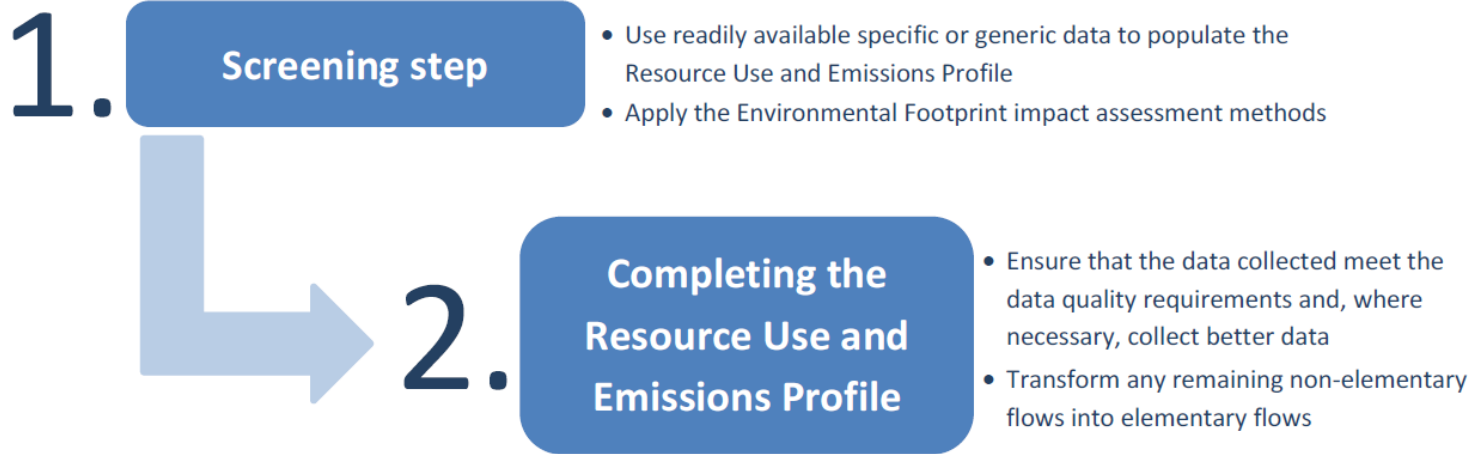 1.
Screening step
• Use readily available specific or generic data to populate the
Resource Use and Emissions Profile
• Apply the Environmental Footprint impact assessment methods
2.
Completing the
Resource Use and
Emissions Profile
• Ensure that the data collected meet the
data quality requirements and, where
necessary, collect better data
• Transform any remaining non-elementary
flows into elementary flows